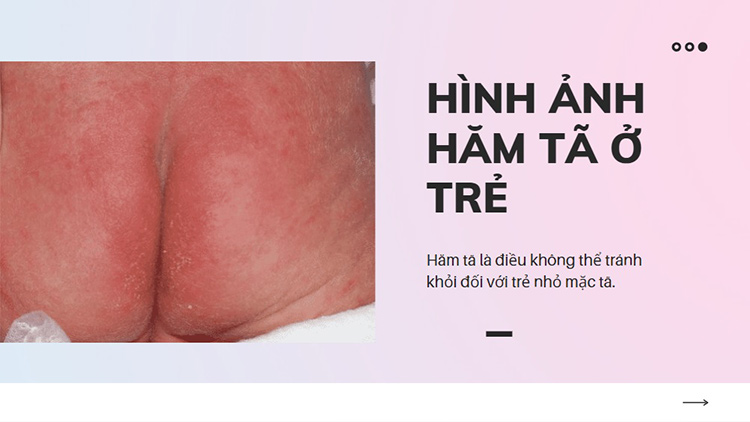 HÌNH ẢNH
HĂM TÃ Ở
TRẺ
Hăm tã là điều không thể tránh
khỏi đối với trẻ nhỏ mặc tã.